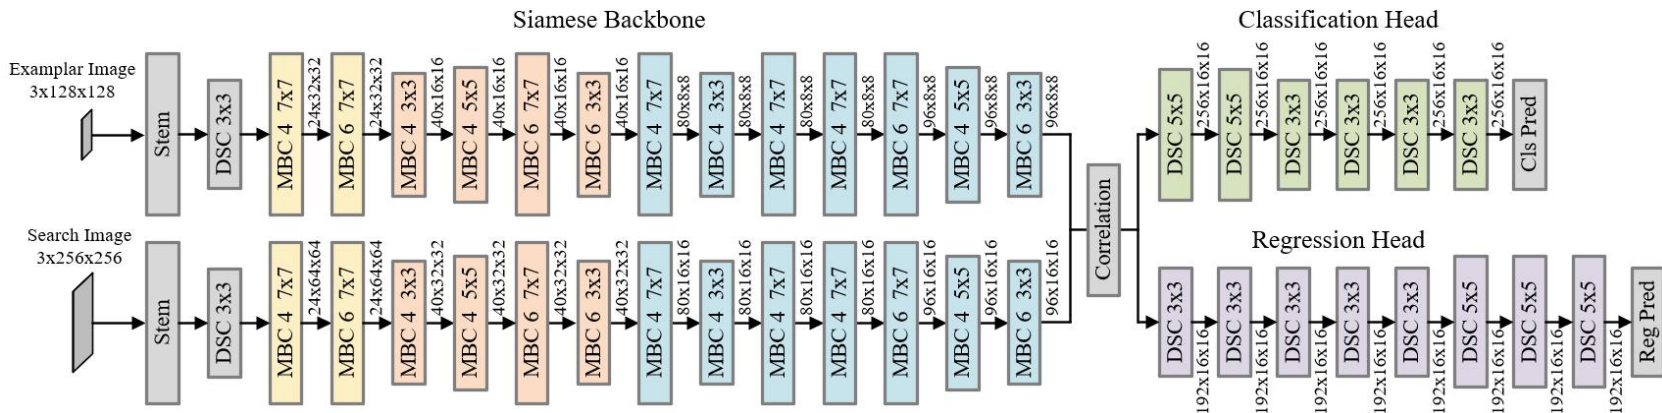 Siamese Backbone
Examplar Image
3x128x128
Stem
DSC 3x3
MBC 4 7x7
24x32x32
MBC 6 7x7
24x32x32
MBC 4 3x3
40x16x16
MBC 4 5x5
40x16x16
MBC 6 7x7
40x16x16
MBC 6 3x3
40x16x16
MBC 4 7x7
80x8x8
MBC 4 3x3
80x8x8
MBC 4 7x7
80x8x8
MBC 4 7x7
80x8x8
MBC 6 7x7
96x8x8
MBC 4 5x5
96x8x8
MBC 6 3x3
96x8x8
Search Image
3x256x256
Stem
DSC 3x3
MBC 4 7x7
24x64x64
MBC 6 7x7
24x64x64
MBC 4 3x3
40x32x32
MBC 4 5x5
40x32x32
MBC 6 7x7
40x32x32
MBC 6 3x3
40x32x32
MBC 4 7x7
80x16x16
MBC 4 3x3
80x16x16
MBC 4 7x7
80x16x16
MBC 4 7x7
80x16x16
MBC 6 7x7
96x16x16
MBC 4 5x5
96x16x16
MBC 6 3x3
96x16x16
Correlation
Classification Head
DSC 5x5
256x16x16
DSC 5x5
256x16x16
DSC 3x3
256x16x16
DSC 3x3
256x16x16
DSC 3x3
256x16x16
DSC 3x3
256x16x16
Cls Pred
Regression Head
DSC 3x3
192x16x16
DSC 3x3
192x16x16
DSC 3x3
192x16x16
DSC 3x3
192x16x16
DSC 3x3
192x16x16
DSC 5x5
192x16x16
DSC 5x5
192x16x16
DSC 5x5
192x16x16
Reg Pred